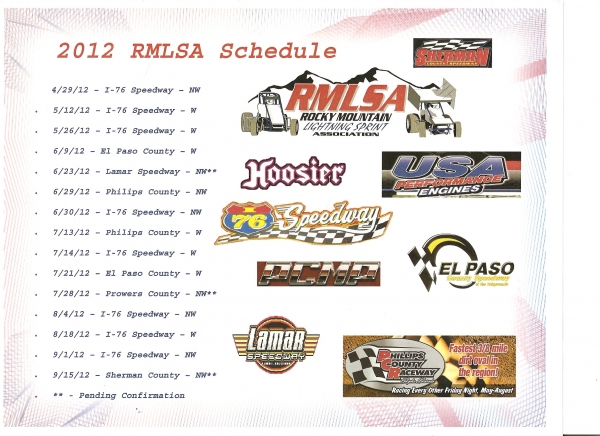 2012 RMLSA Schedule
4/29/12 - I-76 Speedway - NW
. 5/12/12 - I-76 Speedway - W
. 5/26/12 - I-76 Speedway - W
. 6/9/12 - El Paso County - W
. 6/23/12 - Lamar Speedway - NW**
. 6/29/12 - Philips County - NW
. 6/30/12 - I-76 Speedway - NW
. 7/13/12 - Philips County - W
. 7/14/12 - I-76 Speedway - W
. 7/21/12 - El Paso County - W
. 7/28/12 - Prowers County - NW**
. 8/4/12 - I-76 Speedway - NW
. 8/18/12 - I-76 Speedway - W
. 9/1/12 - I-76 Speedway - NW
. 9/15/12 - Sherman County - NW**
. ** - Pending Confirmation
SHERMAN
COUNTY SPEEDWAY
RMLSA
ROCKY MOUNTAIN
LIGHTNING SPRINT
ASSOCIATION
Hoosier
USA
PERFORMANCE
ENGINES
I
76
Speedway
PCMP
EL PASO
County Speedway
LAMAR
SPEEDWAY
PHILLIPS
COUNTY
RACEWAY
Fastest 3/8 mile
dirt oval in
the region!
Racing Every Other Friday Night, May-August